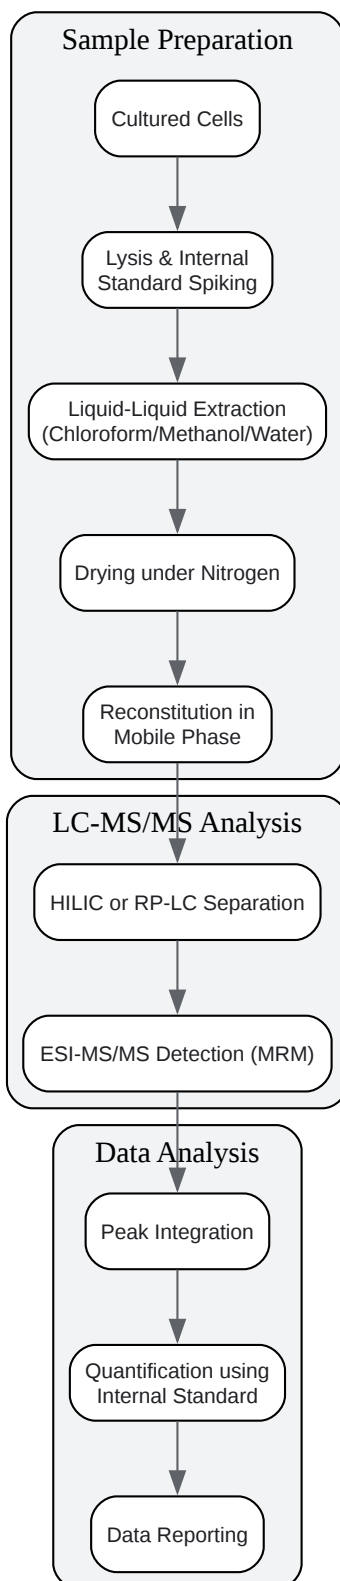 Sample Preparation
Cultured Cells
Lysis & Internal
Standard Spiking
Liquid-Liquid Extraction
(Chloroform/Methanol/Water)
Drying under Nitrogen
Reconstitution in
Mobile Phase
LC-MS/MS Analysis
HILIC or RP-LC Separation
ESI-MS/MS Detection (MRM)
Data Analysis
Peak Integration
Quantification using
Internal Standard
Data Reporting